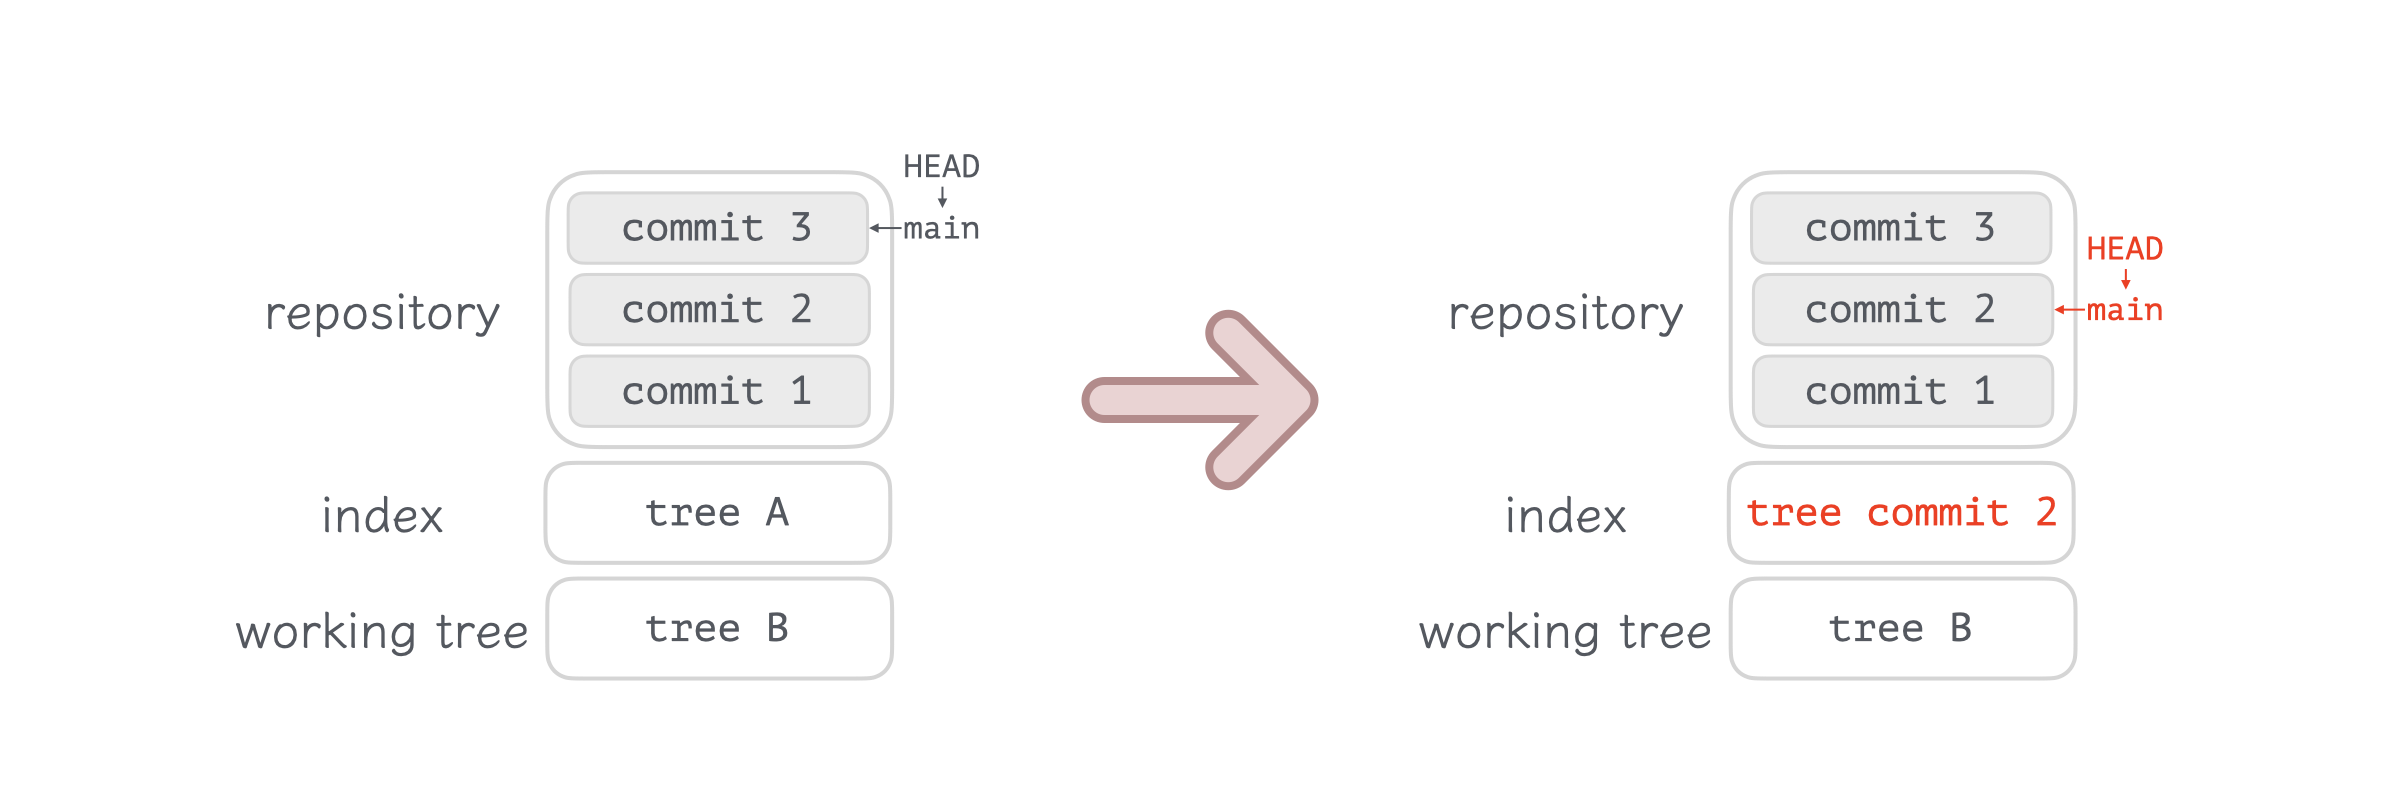 HEAD
commit 3
main
repository
commit 2
commit 1
index
tree A
working tree
tree B
commit 3
HEAD
repository
commit 2
main
commit 1
index
tree commit 2
working tree
tree B